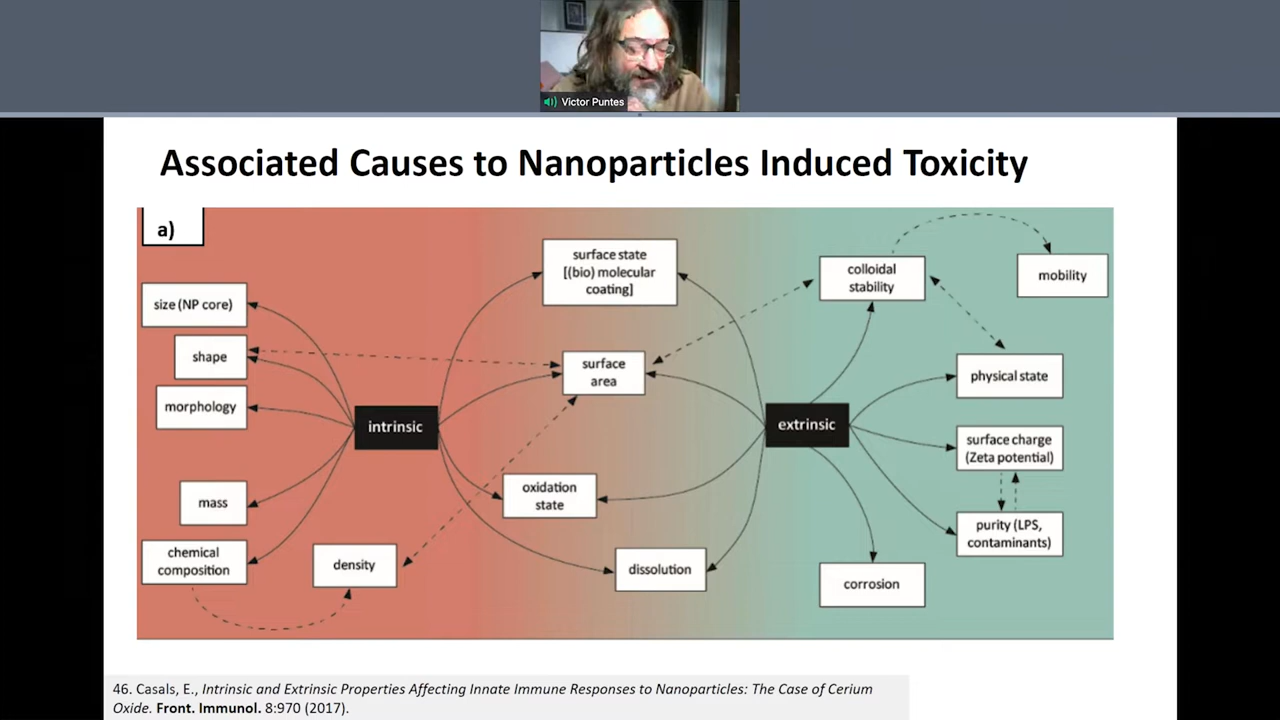 Victor Puntes
Associated Causes to Nanoparticles Induced Toxicity
a)
size (NP core)
shape
morphology
intrinsic
mass
chemical
composition
density
surface state
[(bio) molecular
coating]
surface
area
oxidation
state
dissolution
colloidal
stability
mobility
physical state
extrinsic
surface charge
(Zeta potential)
purity (LPS,
contaminants)
corrosion
46. Casals, E., Intrinsic and Extrinsic Properties Affecting Innate Immune Responses to Nanoparticles: The Case of Cerium
Oxide. Front. Immunol. 8:970 (2017).